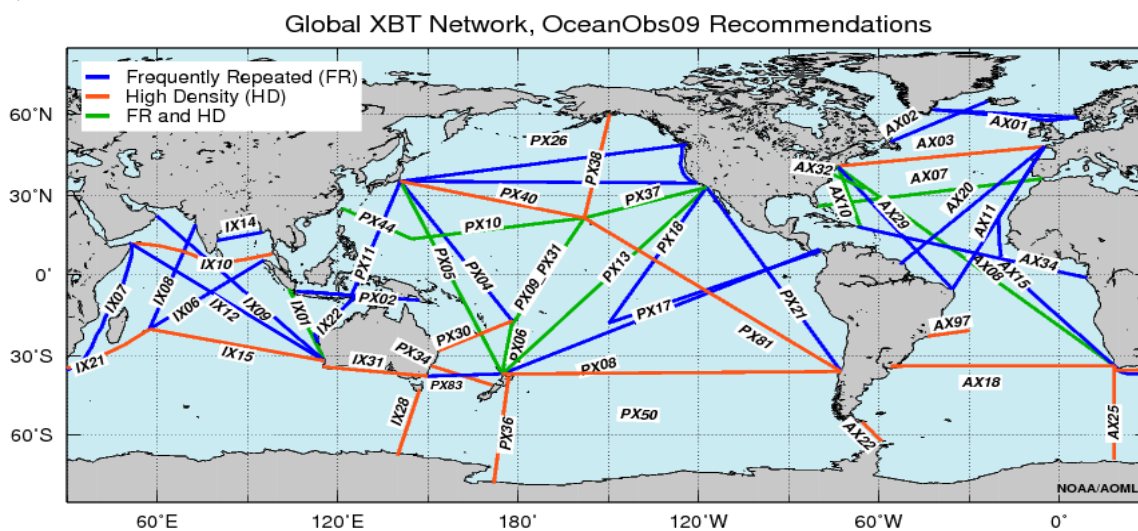 Global XBT Network, OceanObs09 Recommendations
Frequently Repeated (FR)
High Density (HD)
FR and HD
60°N
30°N
0°
30°S
60°S
60°E
120°E
180°
120°W
60°W
0°
AX02
AX01
PX26
AX03
PX38
AX32
AX07
PX40
PX37
AX20
AX10
AX11
IX14
PX44
PX10
AX29
PX18
PX11
PX31
IX10
PX05
PX13
AX34
AX08
AX15
IX07
IX08
IX06
IX09
PX04
PX02
IX12
IX01
PX09
PX17
PX21
IX22
PX06
AX97
PX30
PX81
IX15
PX34
IX21
IX31
PX08
PX83
AX18
IX28
PX36
PX50
AX22
AX25
NOAA/AOML